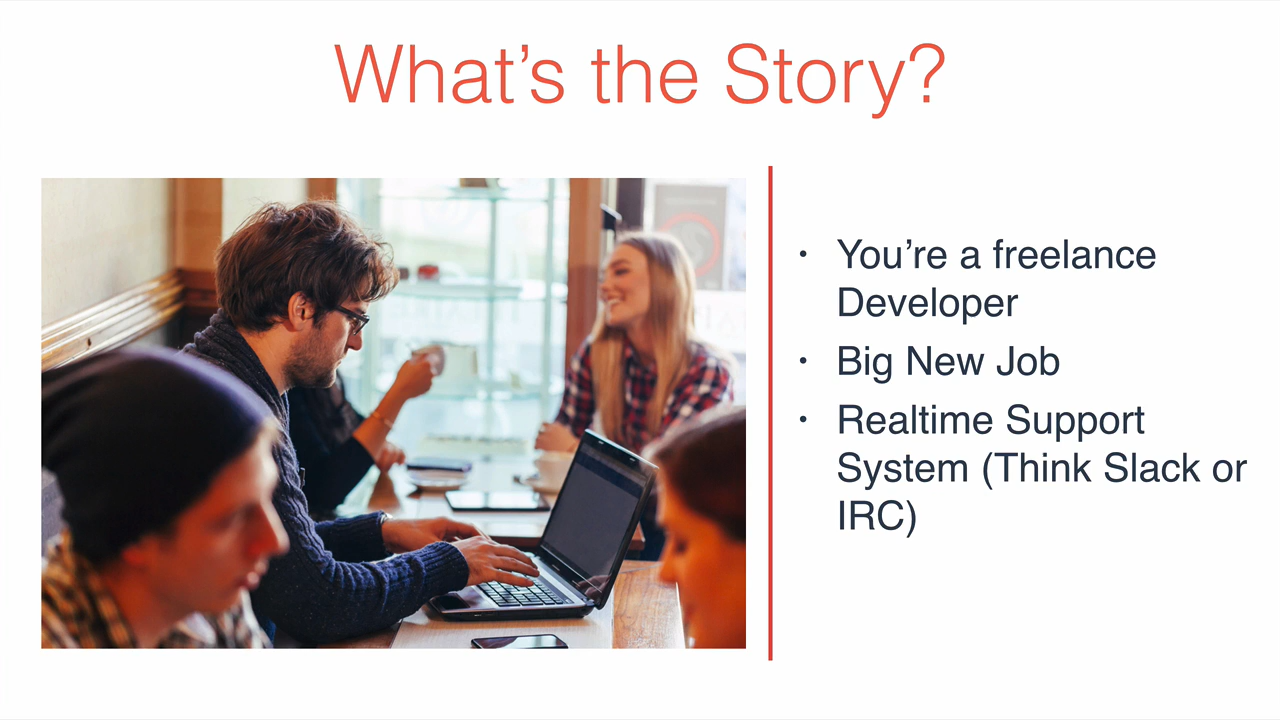 What’s the Story?
• You’re a freelance
Developer
• Big New Job
• Realtime Support
System (Think Slack or
IRC)